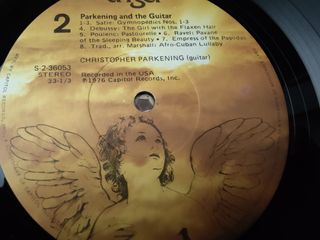 Angel
2
Parkening and the Guitar
1-3. Satie: Gymnopédies Nos. 1-3
4. Debussy: The Girl with the Flaxen Hair
5. Poulenc: Pastourelle • 6. Ravel: Pavane
of the Sleeping Beauty • 7. Empress of the Pagodas
8. Trad., arr. Marshall: Afro-Cuban Lullaby
CHRISTOPHER PARKENING (guitar)
S-2-36053
STEREO
33-1/3
Recorded in the USA
℗1976 Capitol Records, Inc.